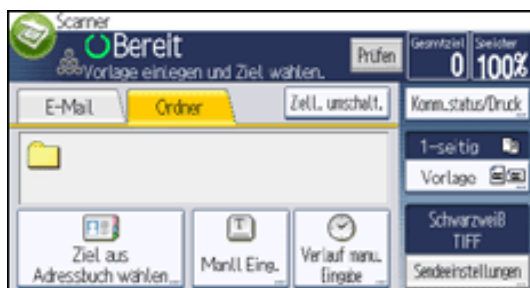 Scanner
Bereit
Vorlage einlegen und Ziel wählen.
Prüfen
Gesamtziel
0
Speicher
100%
E-Mail
Ordner
Zell. umschalt.
Komm.status/Druck
1-seitig
Vorlage
Ziel aus
Adressbuch wählen
Manll Eing.
Verlauf manu.
Eingabe
Schwarzweiß
TIFF
Sendeeinstellungen